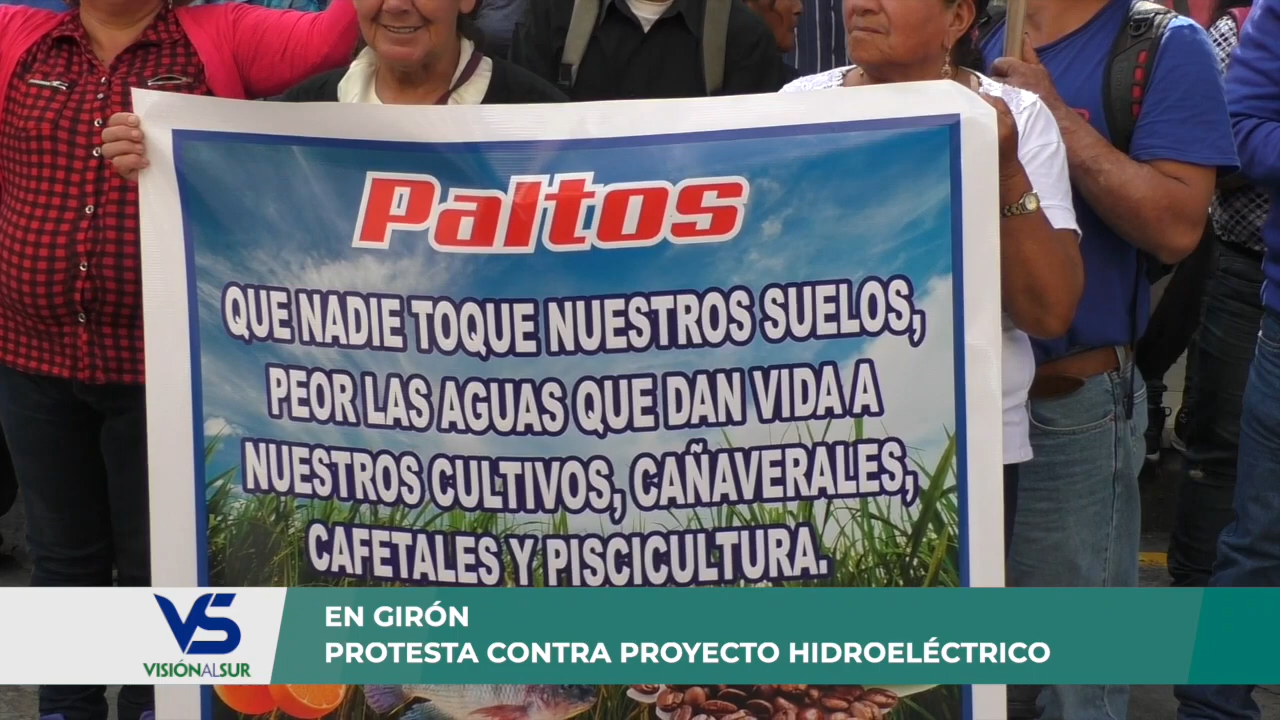 Paltos
QUE NADIE TOQUE NUESTROS SUELOS,
PEOR LAS AGUAS QUE DAN VIDA A
NUESTROS CULTIVOS, CAÑAVERALES,
CAFETALES Y PISCICULTURA.
EN GIRÓN
PROTESTA CONTRA PROYECTO HIDROELÉCTRICO
VS
VISIÓNALSUR